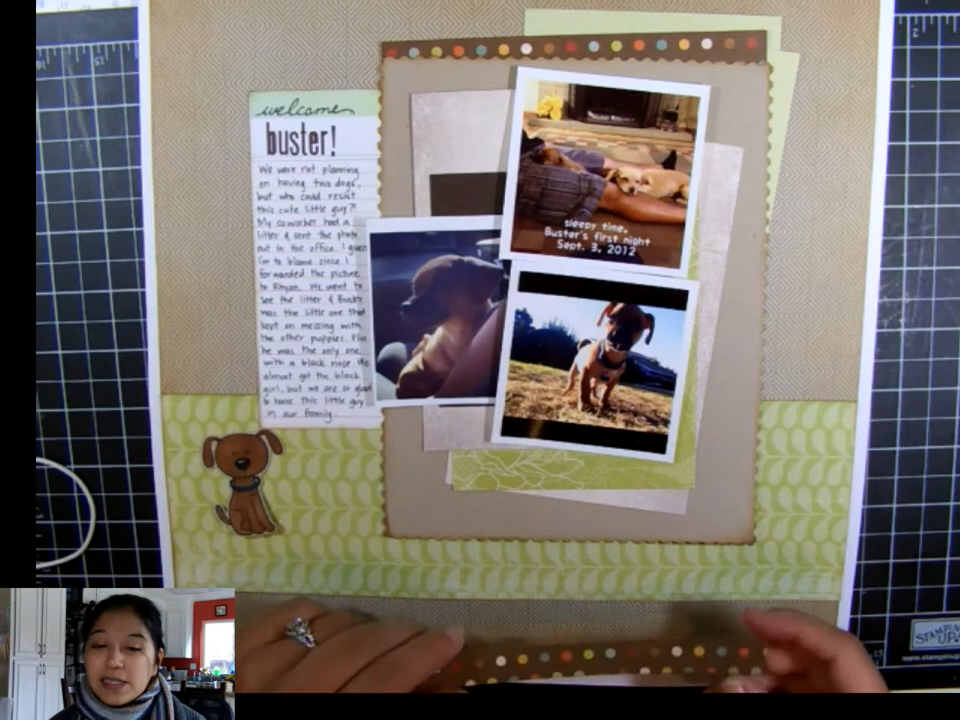 welcome
buster!
We were not planning
on having two dogs,
but who could resist
this cute little guy?!
My coworker had a
litter & sent the photo
out in the office. I guess
I'm to blame since I
forwarded the picture
to Rhyan. We went to
see the litter & Buster
was the little one that
kept on messing with
the other puppies. Plus
he was the only one
with a black nose. We
almost got the black
girl, but we are so glad
to have this little guy
in our family.
sleepy time.
Buster's first night
Sept. 3, 2012
STAMPIN' UP!